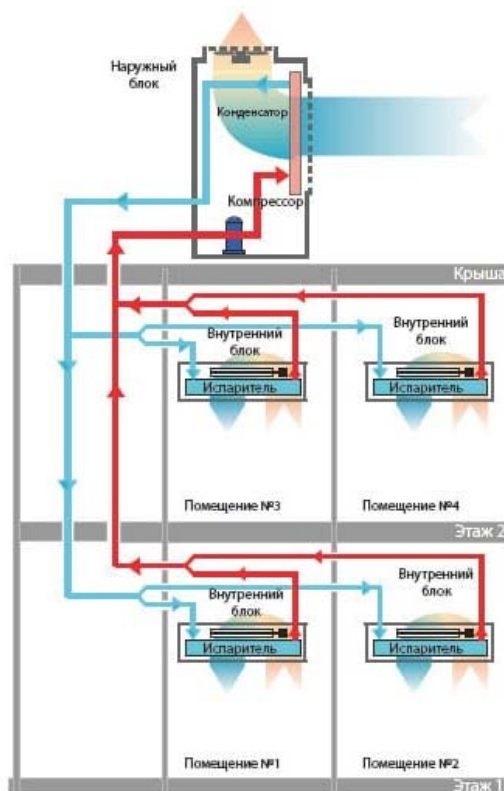 Наружный
блок
Конденсатор
Компрессор
Крыша
Внутренний
блок
Испаритель
Внутренний
блок
Испаритель
Помещение №3
Помещение №4
Этаж 2
Внутренний
блок
Испаритель
Внутренний
блок
Испаритель
Помещение №1
Помещение №2
Этаж 1